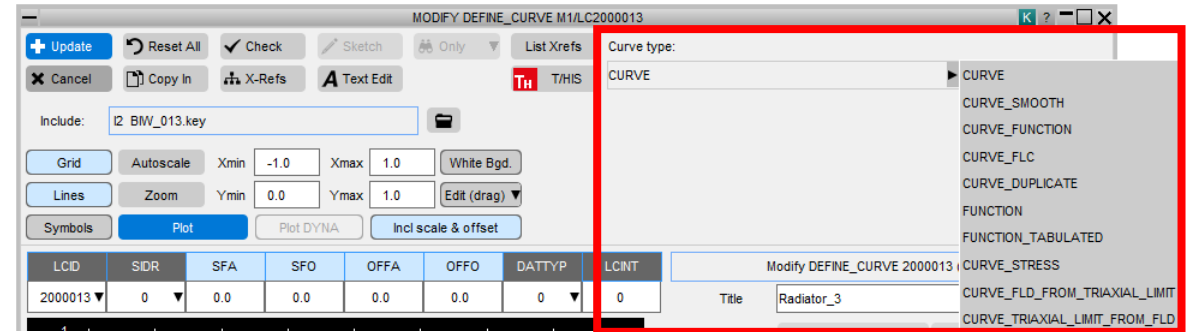 MODIFY DEFINE_CURVE M1/LC2000013 K ?
Update Reset All Check Sketch Only List Xrefs Curve type:
Cancel Copy In X-Refs Text Edit TH T/HIS CURVE CURVE
CURVE_SMOOTH
Include: I2 BIW_013.key CURVE_FUNCTION
Grid Autoscale Xmin -1.0 Xmax 1.0 White Bgd. CURVE_FLC
Lines Zoom Ymin 0.0 Ymax 1.0 Edit (drag) CURVE_DUPLICATE
FUNCTION
Symbols Plot Plot DYNA Incl scale & offset FUNCTION_TABULATED
LCID SIDR SFA SFO OFFA OFFO DATTYP LCINT Modify DEFINE_CURVE 2000013 CURVE_STRESS
2000013 0 0.0 0.0 0.0 0.0 0 0 Title Radiator_3 CURVE_FLD_FROM_TRIAXIAL_LIMIT
1 CURVE_TRIAXIAL_LIMIT_FROM_FLD